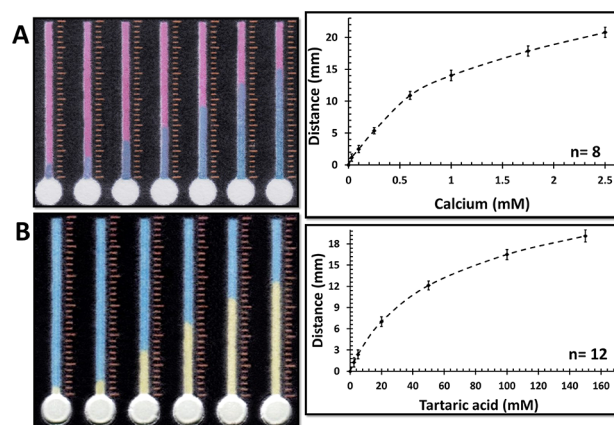 A
Distance (mm)
20
15
10
5
0
0 0.5 1 1.5 2 2.5
n= 8
Calcium (mM)
B
Distance (mm)
18
15
12
9
6
3
0
0 20 40 60 80 100 120 140 160
n= 12
Tartaric acid (mM)